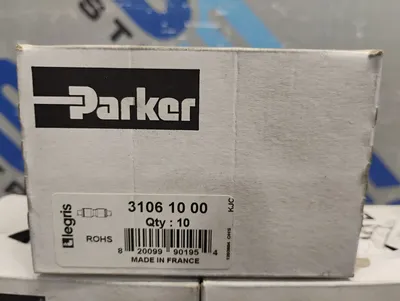 Parker
legris
3106 10 00
Qty : 10
ROHS
KJC
8 20099 90195 4
MADE IN FRANCE